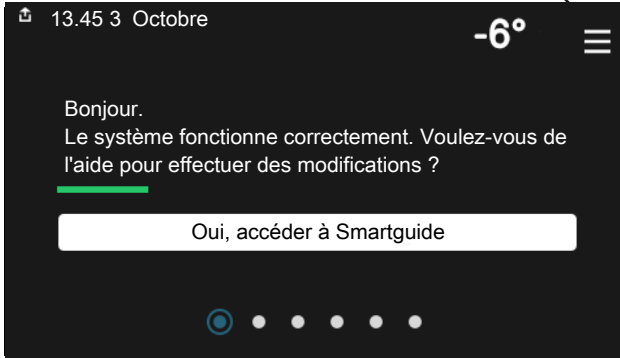 13.45 3 Octobre
-6°
Bonjour.
Le système fonctionne correctement. Voulez-vous de
l'aide pour effectuer des modifications ?
Oui, accéder à Smartguide